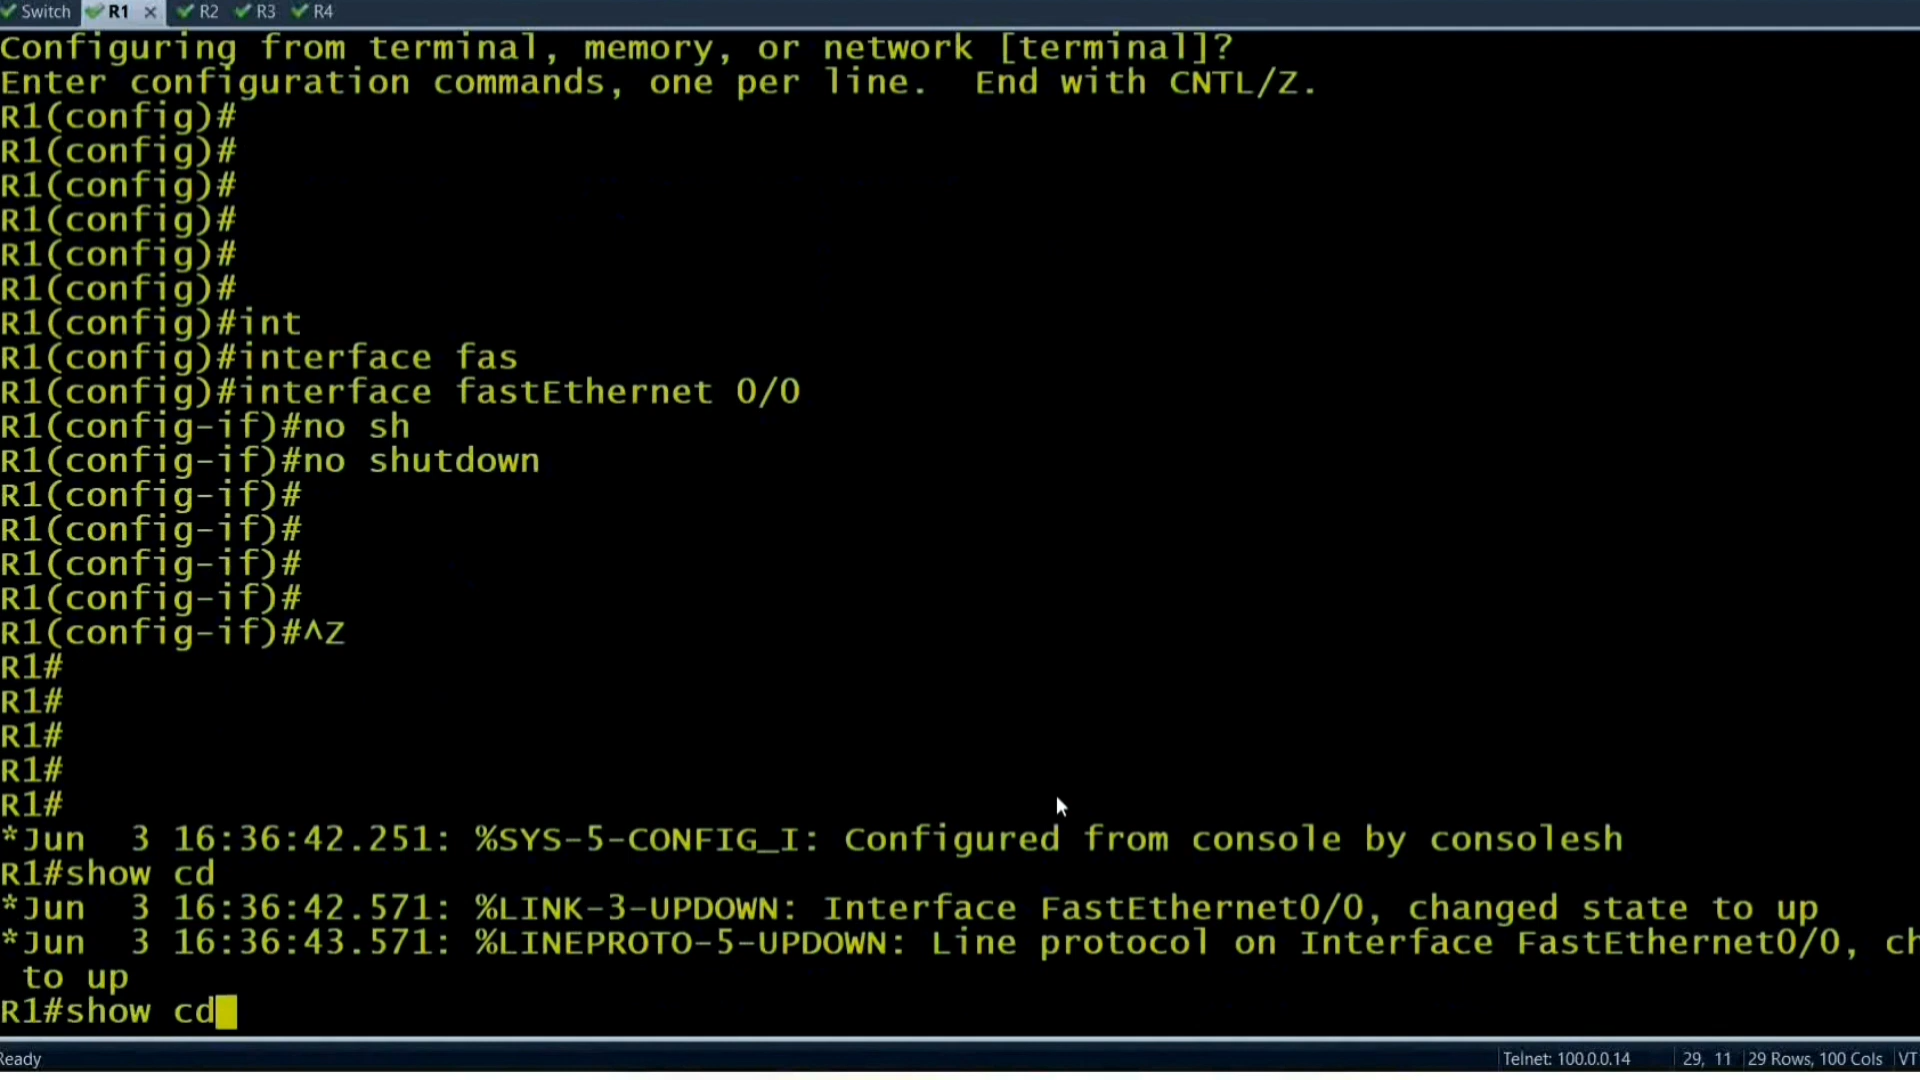 Switch R1 × R2 R3 R4
Configuring from terminal, memory, or network [terminal]?
Enter configuration commands, one per line.  End with CNTL/Z.
R1(config)#
R1(config)#
R1(config)#
R1(config)#
R1(config)#
R1(config)#
R1(config)#int
R1(config)#interface fas
R1(config)#interface fastEthernet 0/0
R1(config-if)#no sh
R1(config-if)#no shutdown
R1(config-if)#
R1(config-if)#
R1(config-if)#
R1(config-if)#
R1(config-if)#^Z
R1#
R1#
R1#
R1#
R1#
*Jun  3 16:36:42.251: %SYS-5-CONFIG_I: Configured from console by consolesh
R1#show cd
*Jun  3 16:36:42.571: %LINK-3-UPDOWN: Interface FastEthernet0/0, changed state to up
*Jun  3 16:36:43.571: %LINEPROTO-5-UPDOWN: Line protocol on Interface FastEthernet0/0, ch
 to up
R1#show cd
Ready Telnet: 100.0.0.14 29, 11 29 Rows, 100 Cols VT